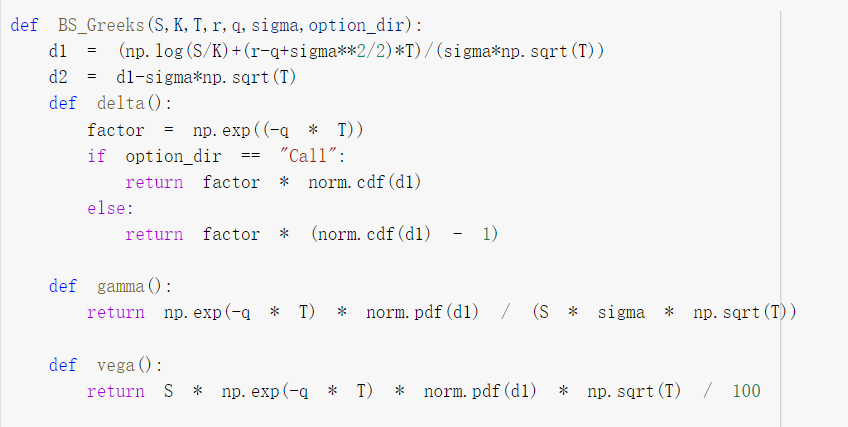 def BS_Greeks(S,K,T,r,q,sigma,option_dir):
    d1 = (np.log(S/K)+(r-q+sigma**2/2)*T)/(sigma*np.sqrt(T))
    d2 = d1-sigma*np.sqrt(T)
    def delta():
        factor = np.exp((-q * T))
        if option_dir == "Call":
            return factor * norm.cdf(d1)
        else:
            return factor * (norm.cdf(d1) - 1)
    def gamma():
        return np.exp(-q * T) * norm.pdf(d1) / (S * sigma * np.sqrt(T))
    def vega():
        return S * np.exp(-q * T) * norm.pdf(d1) * np.sqrt(T) / 100